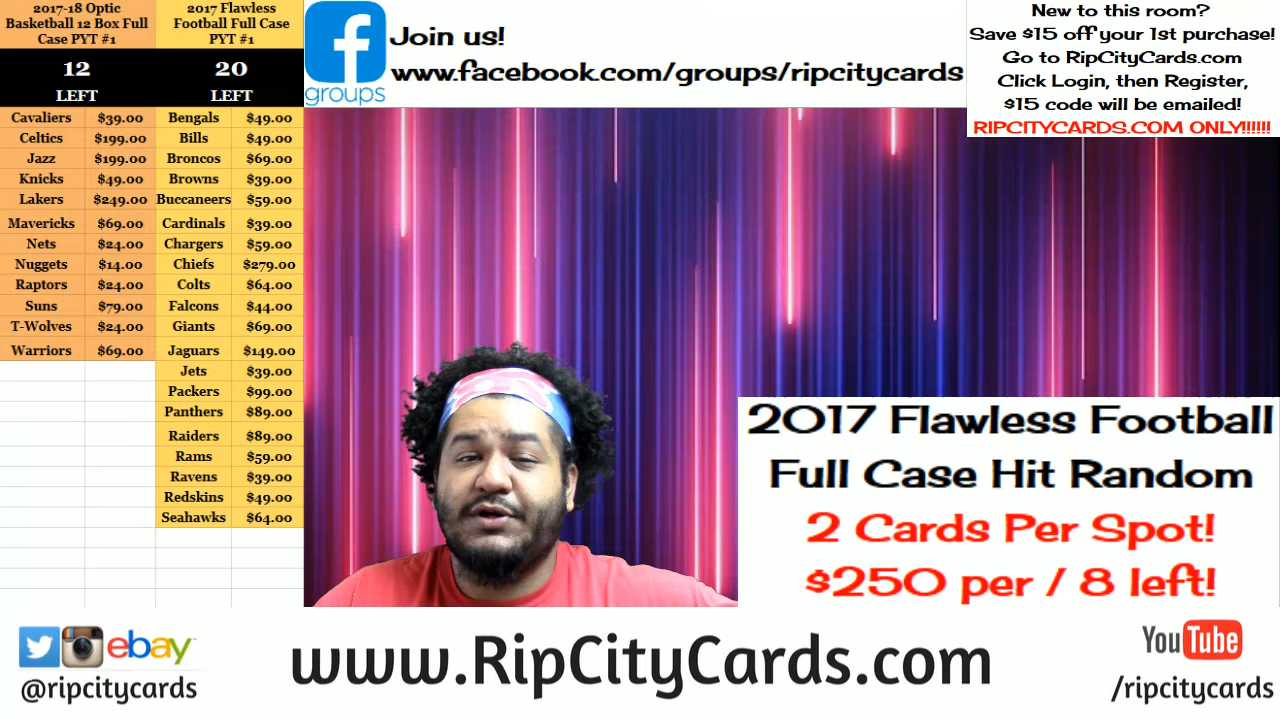 2017-18 Optic
Basketball 12 Box Full
Case PYT #1
12
LEFT
Cavaliers $39.00
Celtics $199.00
Jazz $199.00
Knicks $49.00
Lakers $249.00
Mavericks $69.00
Nets $24.00
Nuggets $14.00
Raptors $24.00
Suns $79.00
T-Wolves $24.00
Warriors $69.00
2017 Flawless
Football Full Case
PYT #1
20
LEFT
Bengals $49.00
Bills $49.00
Broncos $69.00
Browns $39.00
Buccaneers $59.00
Cardinals $39.00
Chargers $59.00
Chiefs $279.00
Colts $64.00
Falcons $44.00
Giants $69.00
Jaguars $149.00
Jets $39.00
Packers $99.00
Panthers $89.00
Raiders $89.00
Rams $59.00
Ravens $39.00
Redskins $49.00
Seahawks $64.00
f
groups
Join us!
www.facebook.com/groups/ripcitycards
New to this room?
Save $15 off your 1st purchase!
Go to RipCityCards.com
Click Login, then Register,
$15 code will be emailed!
RIPCITYCARDS.COM ONLY!!!!!!
2017 Flawless Football
Full Case Hit Random
2 Cards Per Spot!
$250 per / 8 left!
ebay
@ripcitycards
www.RipCityCards.com
YouTube
/ripcitycards